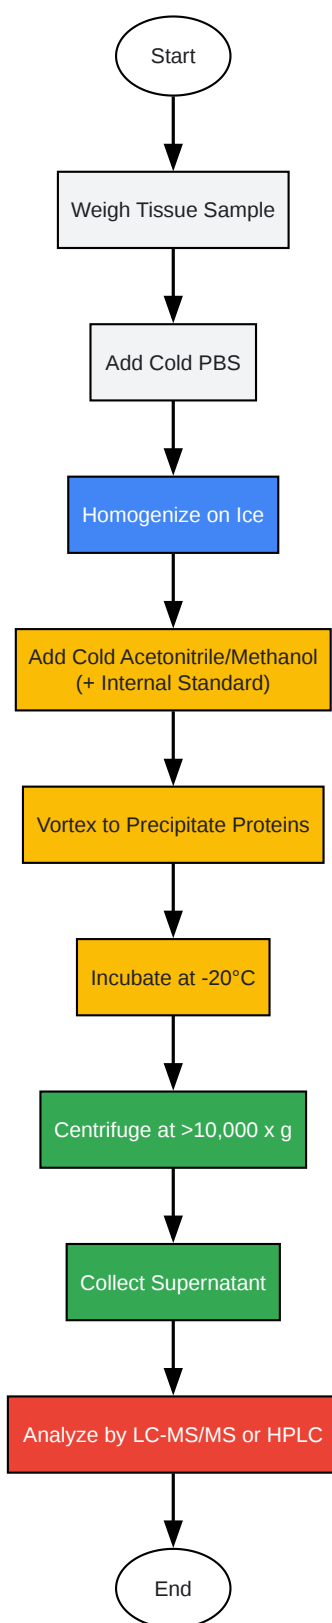 Start
Weigh Tissue Sample
Add Cold PBS
Homogenize on Ice
Add Cold Acetonitrile/Methanol
(+ Internal Standard)
Vortex to Precipitate Proteins
Incubate at -20°C
Centrifuge at >10,000 x g
Collect Supernatant
Analyze by LC-MS/MS or HPLC
End